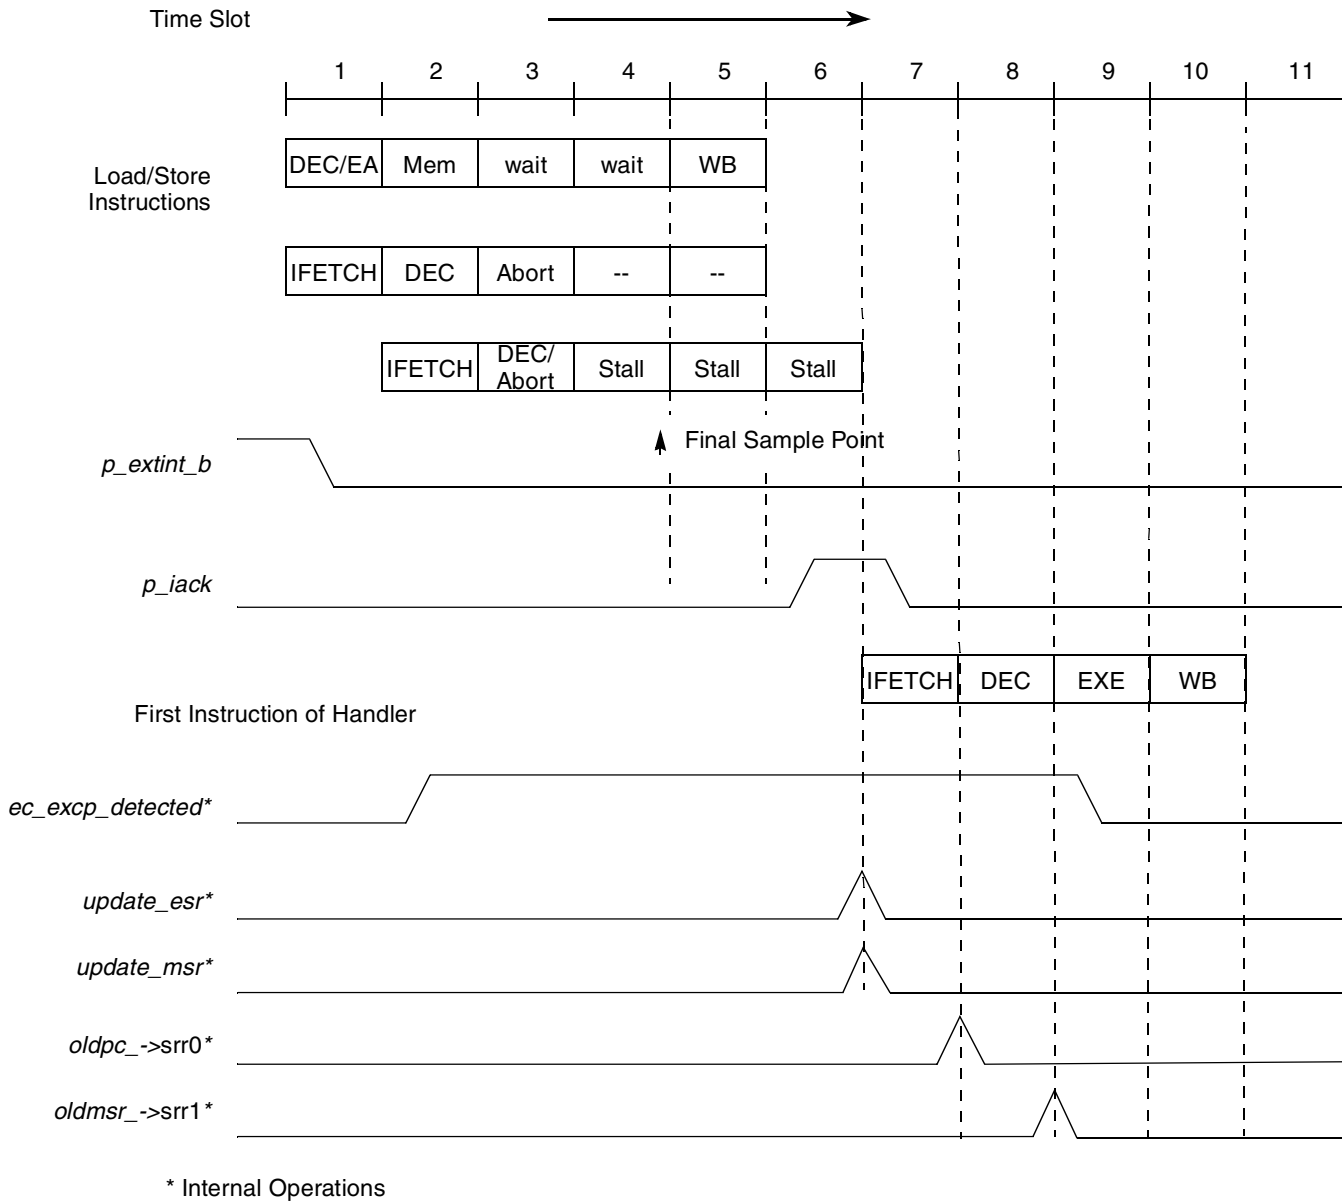 Time Slot
1 2 3 4 5 6 7 8 9 10 11
Load/Store
Instructions
DEC/EA Mem wait wait WB
IFETCH DEC Abort -- --
IFETCH DEC/
Abort Stall Stall Stall
Final Sample Point
p_extint_b
p_iack
IFETCH DEC EXE WB
First Instruction of Handler
ec_excp_detected*
update_esr*
update_msr*
oldpc_->srr0*
oldmsr_->srr1*
* Internal Operations